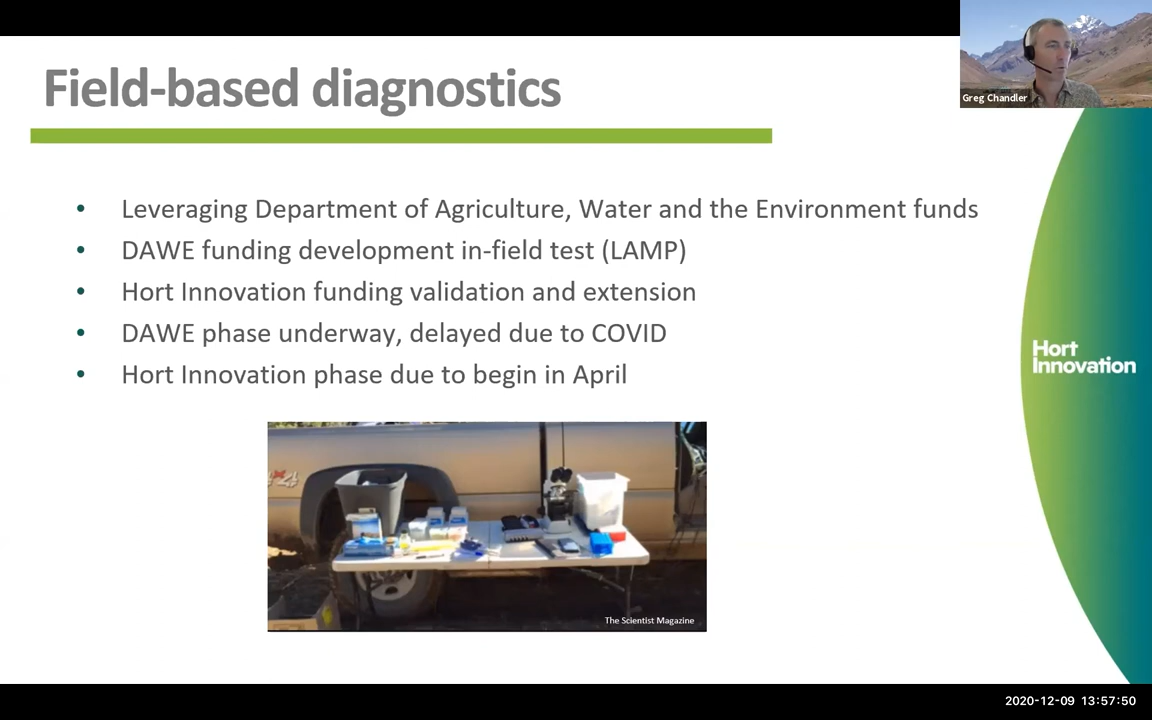 Field-based diagnostics
Greg Chandler
• Leveraging Department of Agriculture, Water and the Environment funds
• DAWE funding development in-field test (LAMP)
• Hort Innovation funding validation and extension
• DAWE phase underway, delayed due to COVID
• Hort Innovation phase due to begin in April
Hort
Innovation
The Scientist Magazine
2020-12-09 13:57:50